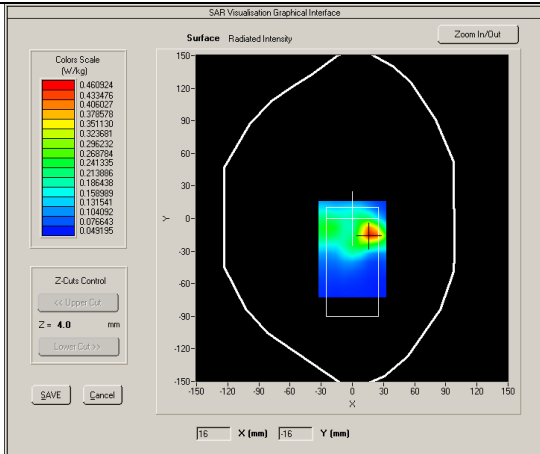 SAR Visualisation Graphical Interface
Surface Radiated Intensity
Zoom In/Out
Colors Scale
(W/kg)
0.460924
0.433476
0.406027
0.378578
0.351130
0.323681
0.296232
0.268784
0.241335
0.213886
0.186438
0.158989
0.131541
0.104092
0.076643
0.049195
Z-Cuts Control
<< Upper Cut
Z = 4.0 mm
Lower Cut >>
SAVE Cancel
150-
120-
90-
60-
30-
0-
-30-
-60-
-90-
-120-
-150-
Y
-150 -120 -90 -60 -30 0 30 60 90 120 150
X
16 X (mm) -16 Y (mm)